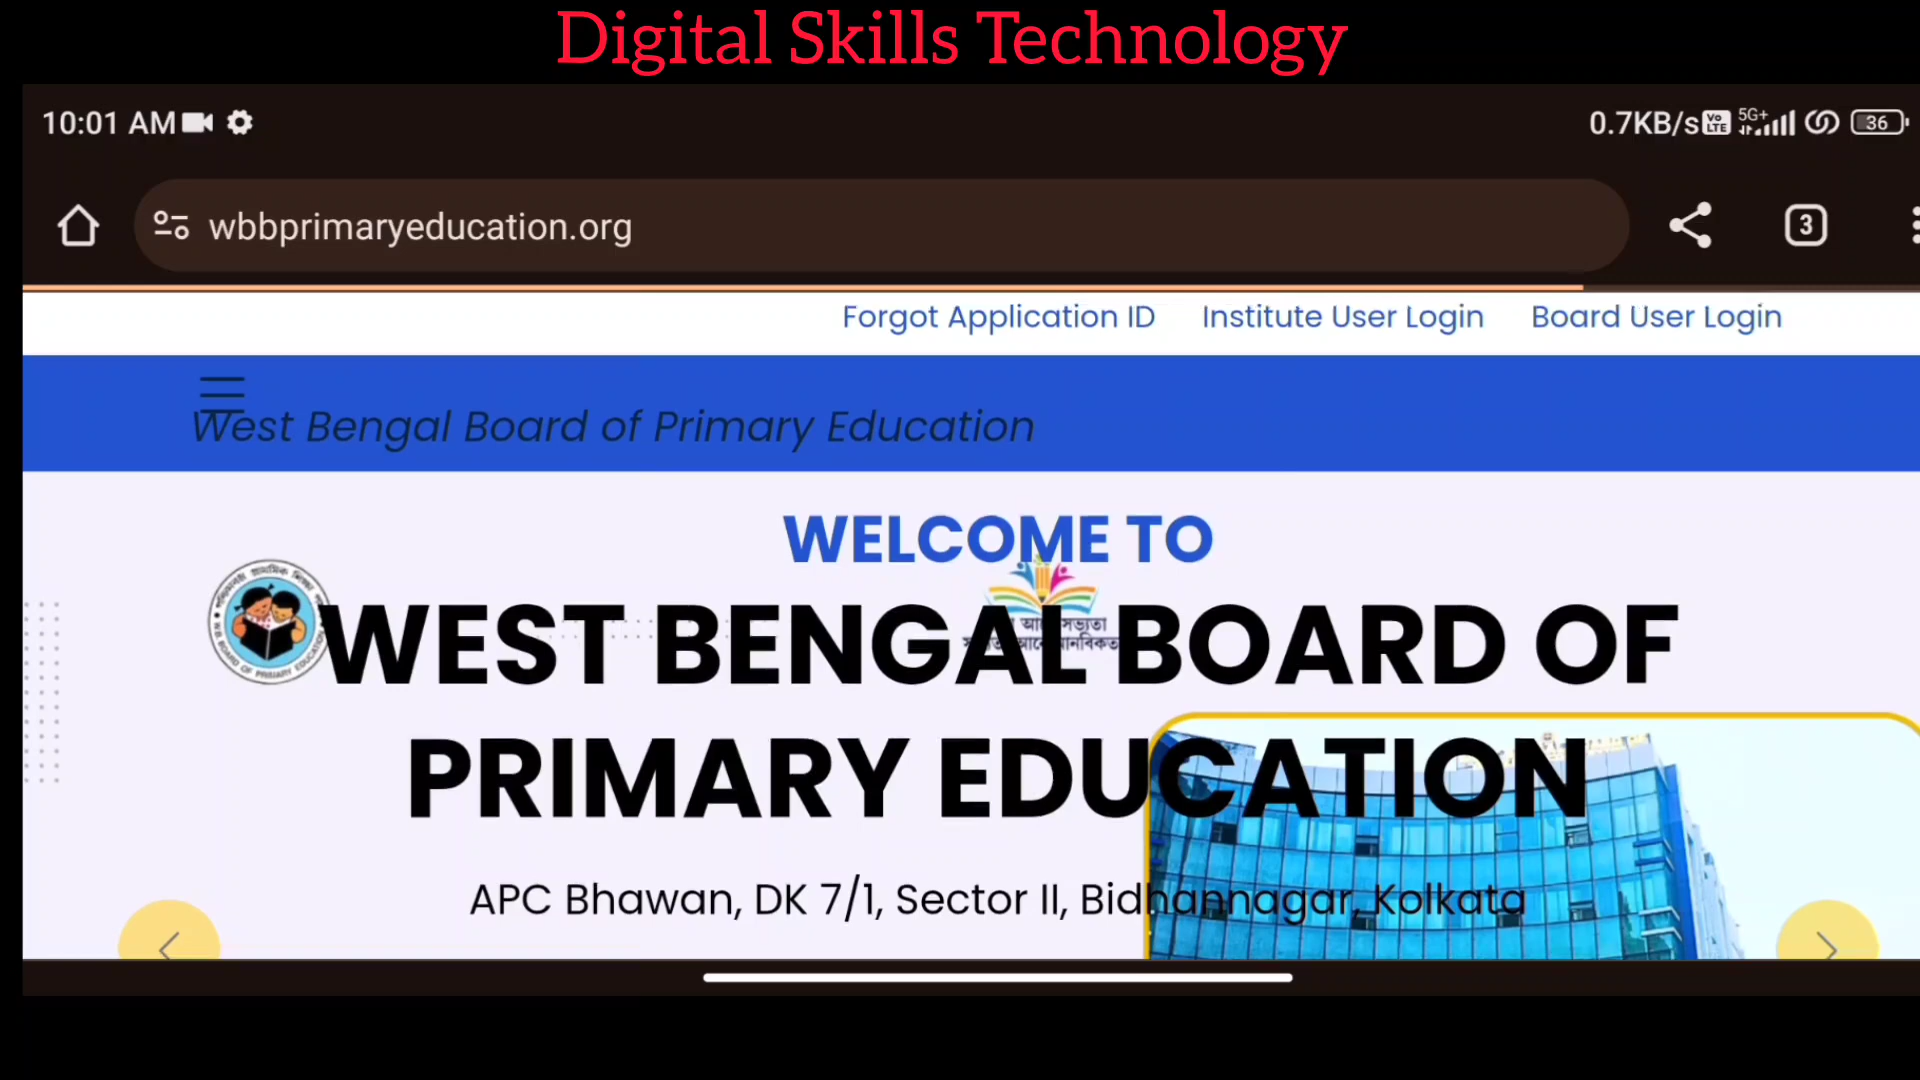 Digital Skills Technology
10:01 AM
0.7KB/s Vo LTE 5G+ 36
wbbprimaryeducation.org
3
Forgot Application ID Institute User Login Board User Login
West Bengal Board of Primary Education
WELCOME TO
WEST BENGAL BOARD OF
PRIMARY EDUCATION
APC Bhawan, DK 7/1, Sector II, Bidhannagar, Kolkata